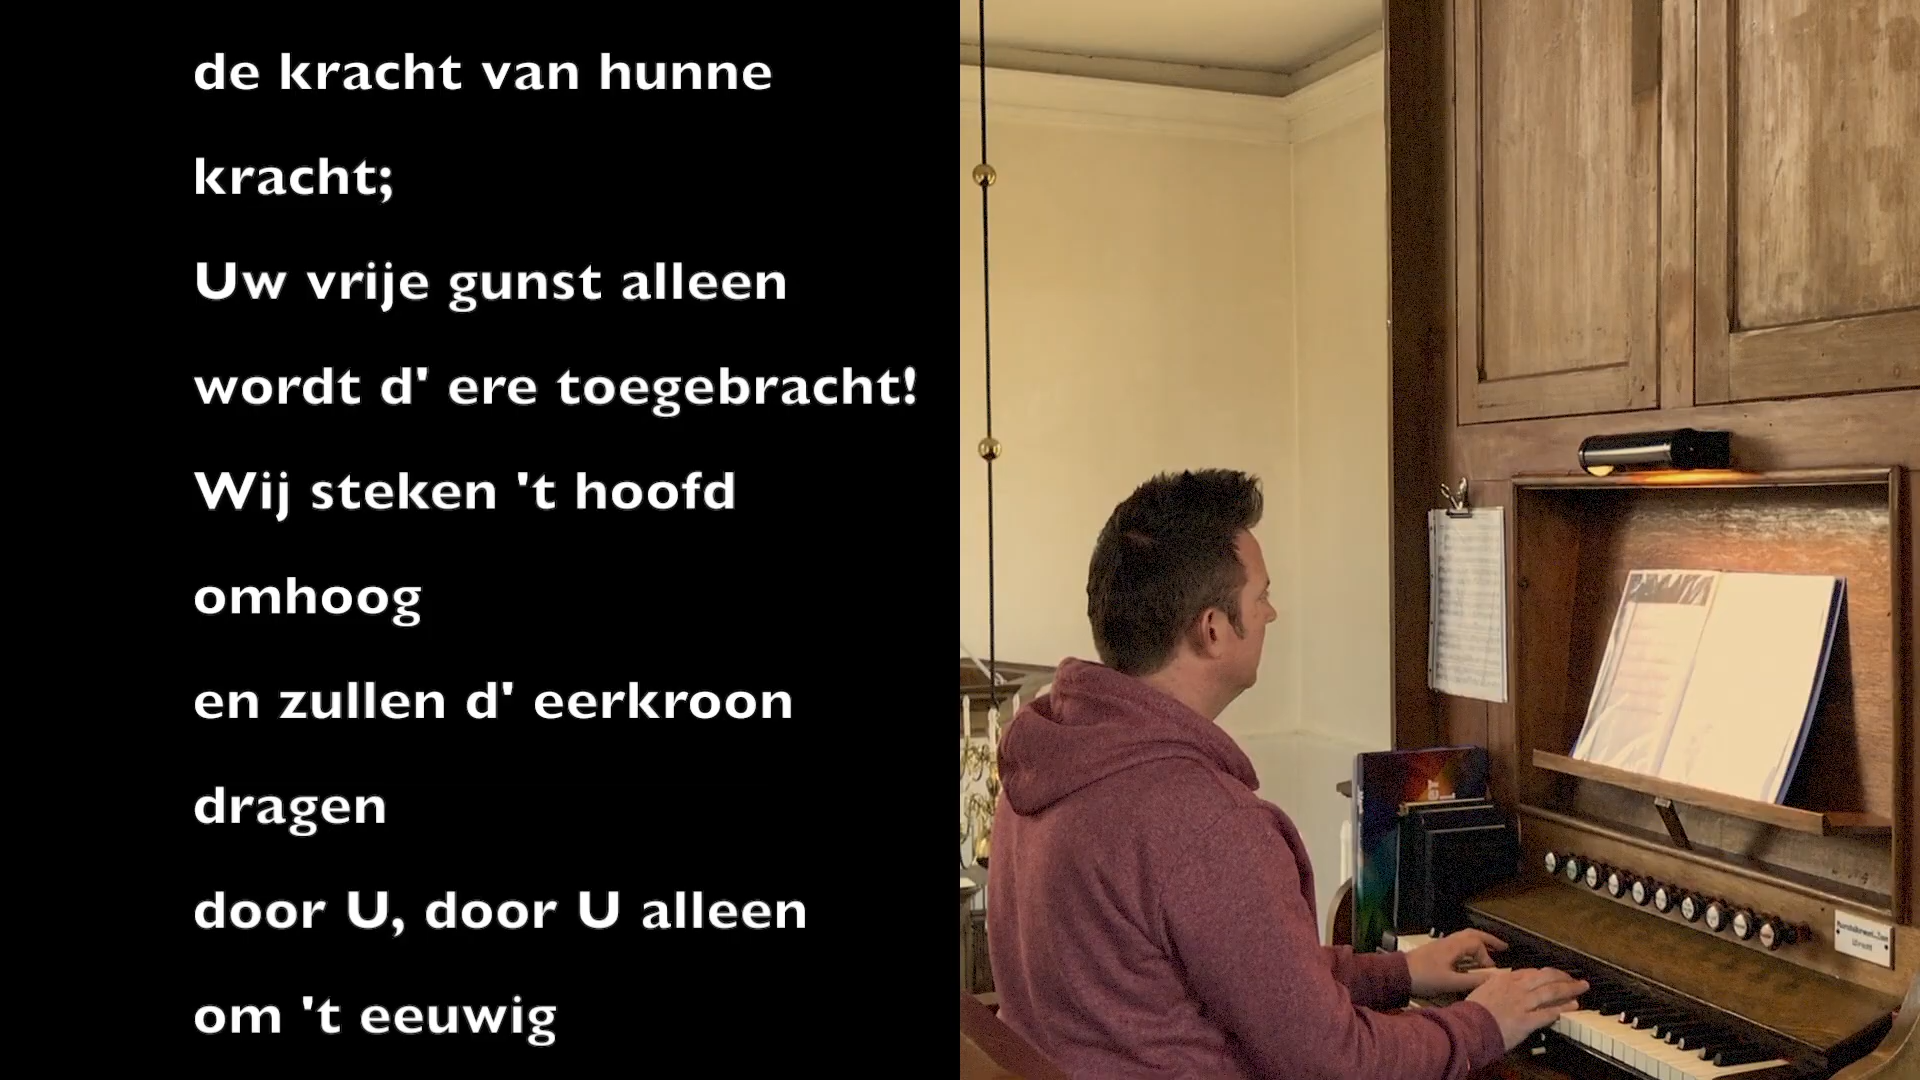 de kracht van hunne
kracht;
Uw vrije gunst alleen
wordt d' ere toegebracht!
Wij steken 't hoofd
omhoog
en zullen d' eerkroon
dragen
door U, door U alleen
om 't eeuwig